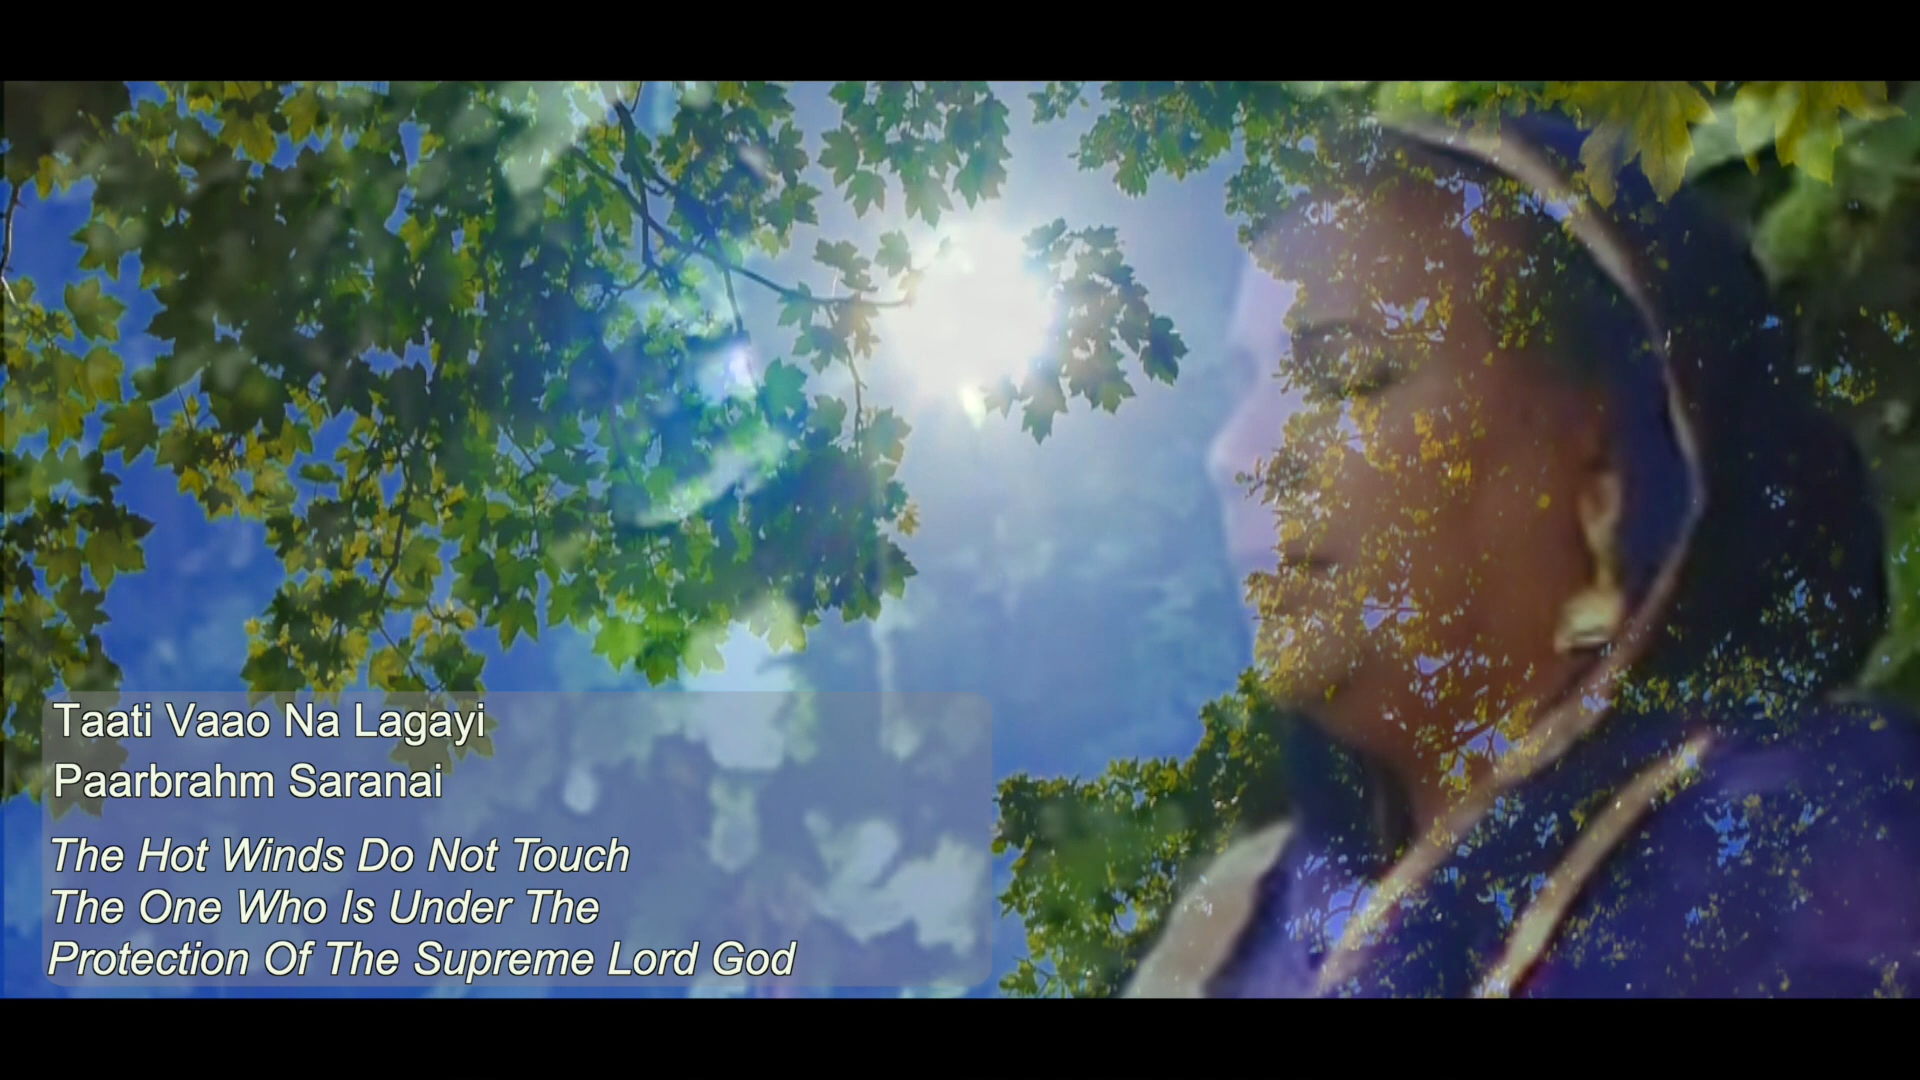 Taati Vaao Na Lagayi
Paarbrahm Saranai
The Hot Winds Do Not Touch
The One Who Is Under The
Protection Of The Supreme Lord God